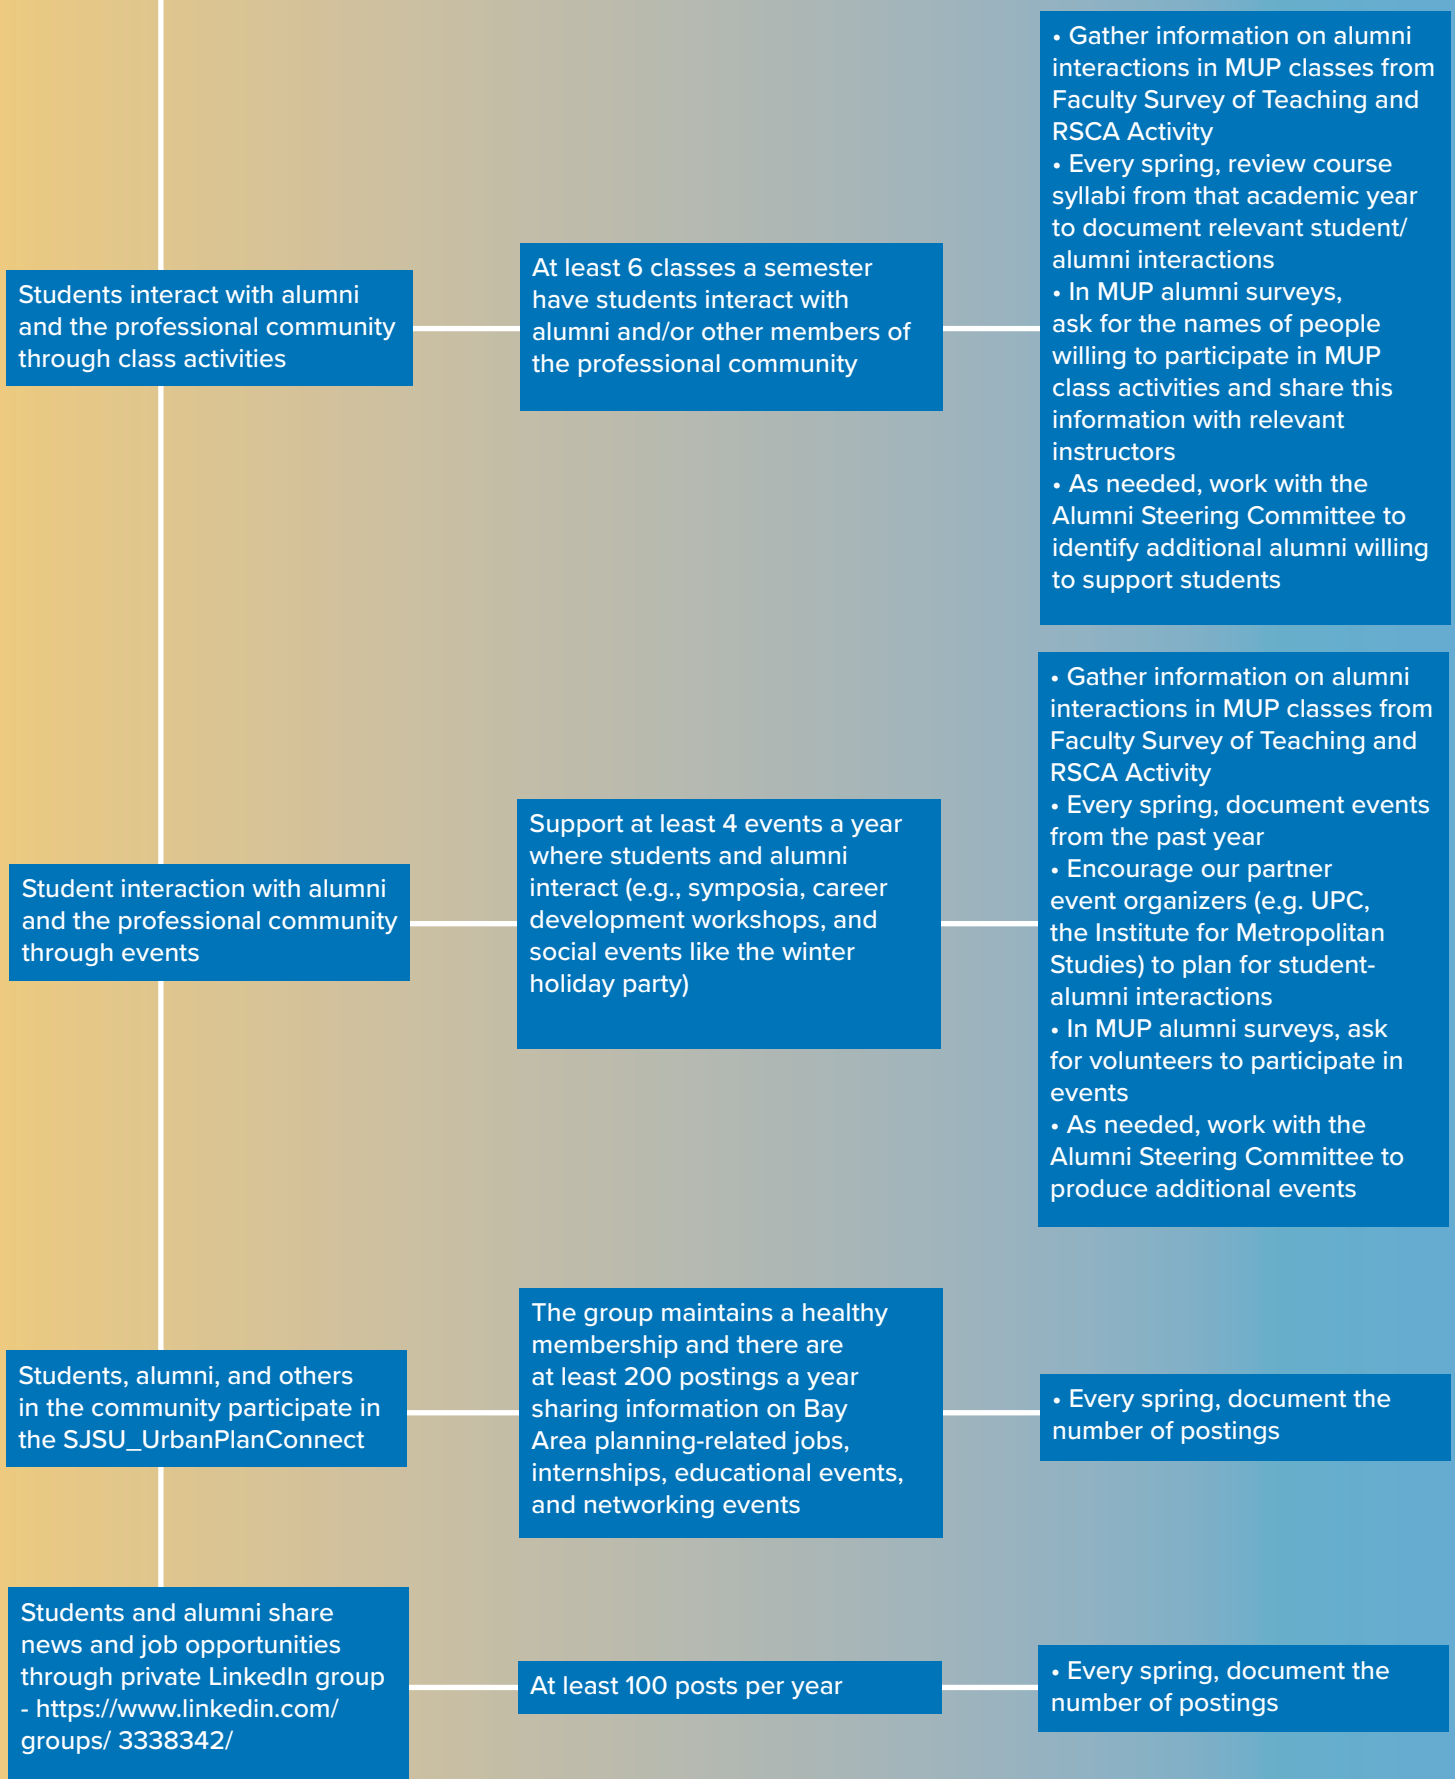 Students interact with alumni
and the professional community
through class activities
At least 6 classes a semester
have students interact with
alumni and/or other members of
the professional community
• Gather information on alumni
interactions in MUP classes from
Faculty Survey of Teaching and
RSCA Activity
• Every spring, review course
syllabi from that academic year
to document relevant student/
alumni interactions
• In MUP alumni surveys,
ask for the names of people
willing to participate in MUP
class activities and share this
information with relevant
instructors
• As needed, work with the
Alumni Steering Committee to
identify additional alumni willing
to support students
Student interaction with alumni
and the professional community
through events
Support at least 4 events a year
where students and alumni
interact (e.g., symposia, career
development workshops, and
social events like the winter
holiday party)
• Gather information on alumni
interactions in MUP classes from
Faculty Survey of Teaching and
RSCA Activity
• Every spring, document events
from the past year
• Encourage our partner
event organizers (e.g. UPC,
the Institute for Metropolitan
Studies) to plan for student-
alumni interactions
• In MUP alumni surveys, ask
for volunteers to participate in
events
• As needed, work with the
Alumni Steering Committee to
produce additional events
Students, alumni, and others
in the community participate in
the SJSU_UrbanPlanConnect
The group maintains a healthy
membership and there are
at least 200 postings a year
sharing information on Bay
Area planning-related jobs,
internships, educational events,
and networking events
• Every spring, document the
number of postings
Students and alumni share
news and job opportunities
through private LinkedIn group
- https://www.linkedin.com/
groups/ 3338342/
At least 100 posts per year
• Every spring, document the
number of postings